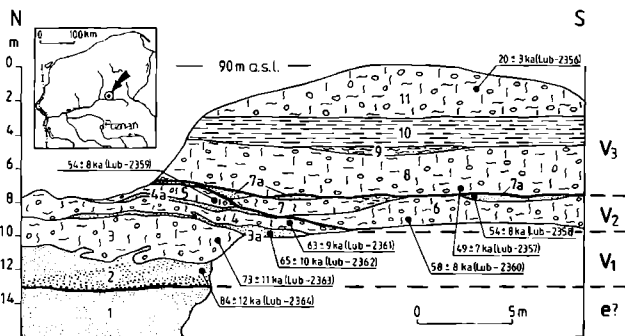 N
S
m
0 100 km
Poznań
0
2
4
6
8
10
12
14
90m a.s.l.
20 ± 3 ka (Lub-2356)
11
10
9
8
7a
7a
7
6
5
4a
4
3a
3
2
1
54 ± 8 ka (Lub-2359)
54 ± 8 ka (Lub-2358)
49 ± 7 ka (Lub-2357)
63 ± 9 ka (Lub-2361)
65 ± 10 ka (Lub-2362)
58 ± 8 ka (Lub-2360)
73 ± 11 ka (Lub-2363)
84 ± 12 ka (Lub-2364)
V3
V2
V1
e?
0 5 m